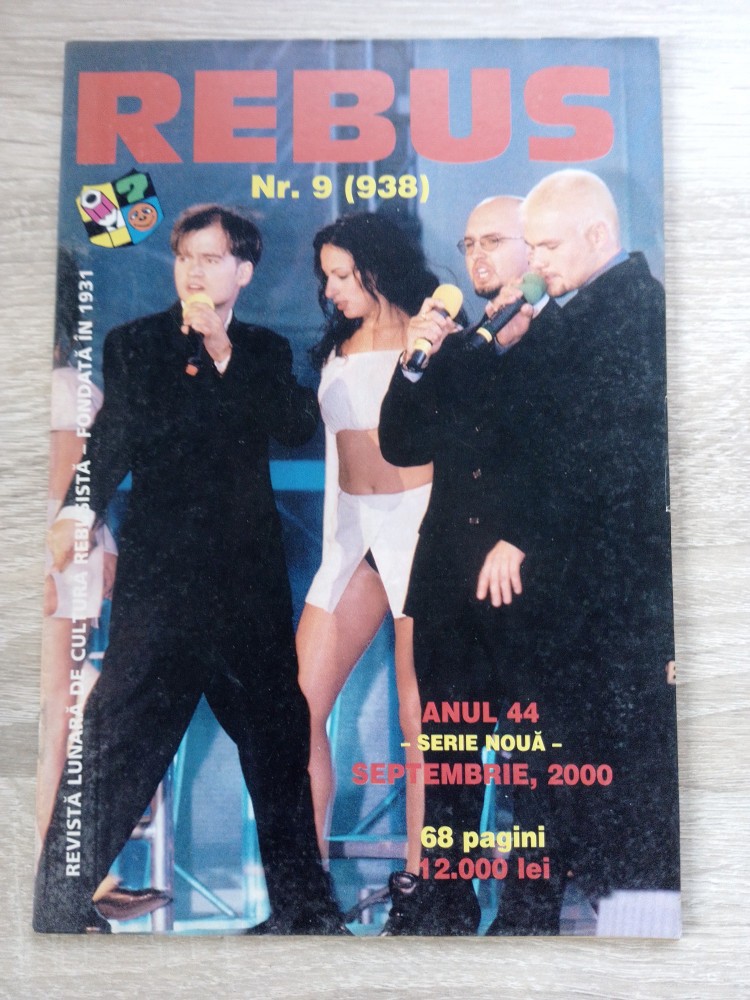 REBUS
Nr. 9 (938)
REVISTĂ LUNARĂ DE CULTURĂ REBUSISTĂ – FONDATĂ ÎN 1931
ANUL 44
– SERIE NOUĂ –
SEPTEMBRIE, 2000
68 pagini
12.000 lei